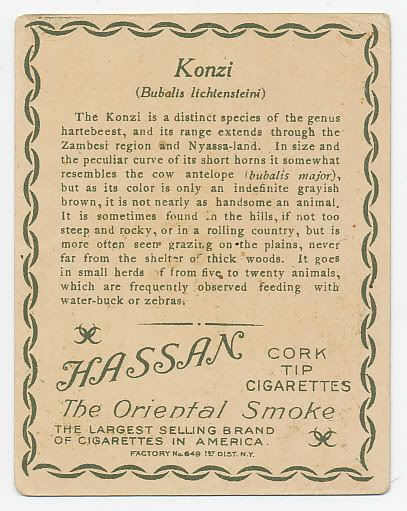 Konzi
(Bubalis lichtensteini)
The Konzi is a distinct species of the genus
hartebeest, and its range extends through the
Zambesi region and Nyassa-land. In size and
the peculiar curve of its short horns it somewhat
resembles the cow antelope (bubalis major),
but as its color is only an indefinite grayish
brown, it is not nearly as handsome an animal.
It is sometimes found in the hills, if not too
steep and rocky, or in a rolling country, but is
more often seen grazing on the plains, never
far from the shelter of thick woods. It goes
in small herds of from five to twenty animals,
which are frequently observed feeding with
water-buck or zebras.
HASSAN
CORK
TIP
CIGARETTES
The Oriental Smoke
THE LARGEST SELLING BRAND
OF CIGARETTES IN AMERICA.
FACTORY No. 649 1ST DIST. N.Y.